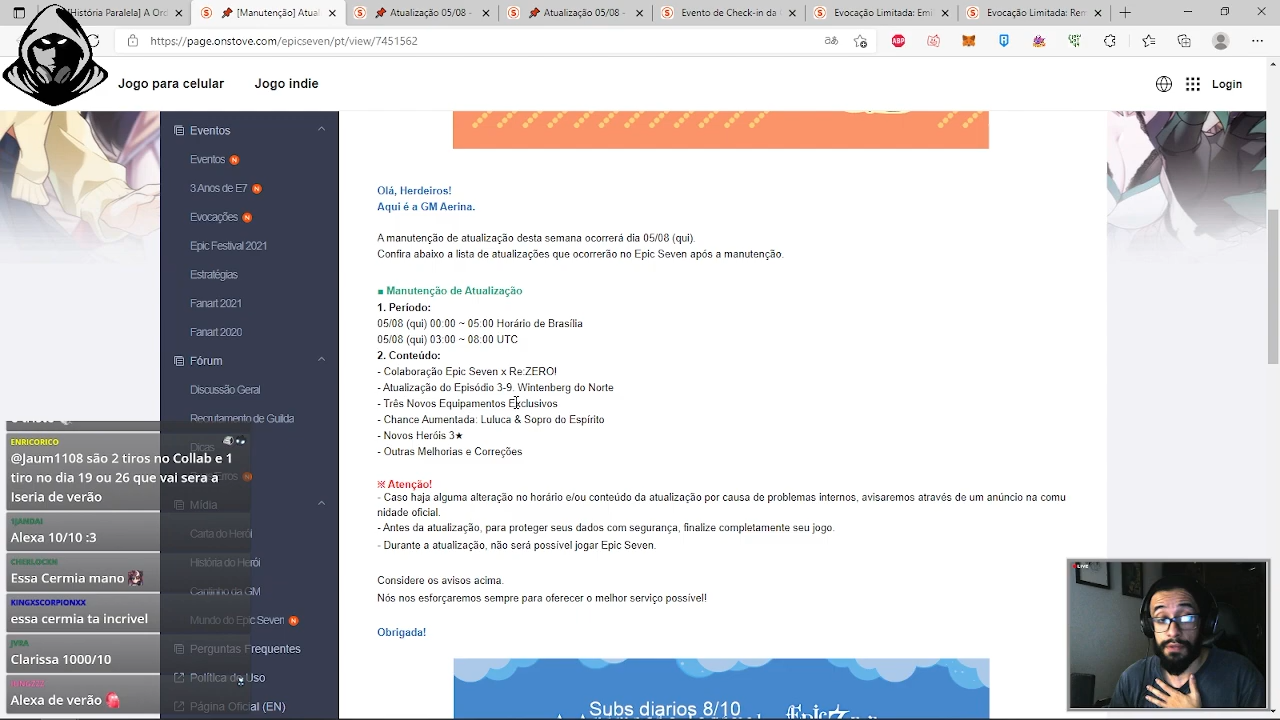 [História Paralela] A Or
[Manutenção] Atual
Atualização 05/08 -
Atualização 05/08 -
Evento de Check-in
Evocação Limitada: Em
Evocação Limitada: Rem
https://page.onstove.com/epicseven/pt/view/7451562
Jogo para celular
Jogo indie
Login
Eventos
Eventos N
3 Anos de E7 N
Evocações N
Epic Festival 2021
Estratégias
Fanart 2021
Fanart 2020
Fórum
Discussão Geral
Recrutamento de Guilda
Dicas
Mídia
Carta do Herói
História do Herói
Cantinho da GM
Mundo do Epic Seven N
Perguntas Frequentes
Política de Uso
Página Oficial (EN)
Olá, Herdeiros!
Aqui é a GM Aerina.
A manutenção de atualização desta semana ocorrerá dia 05/08 (qui).
Confira abaixo a lista de atualizações que ocorrerão no Epic Seven após a manutenção.
■ Manutenção de Atualização
1. Período:
05/08 (qui) 00:00 ~ 05:00 Horário de Brasília
05/08 (qui) 03:00 ~ 08:00 UTC
2. Conteúdo:
- Colaboração Epic Seven x Re:ZERO!
- Atualização do Episódio 3-9. Wintenberg do Norte
- Três Novos Equipamentos Exclusivos
- Chance Aumentada: Luluca & Sopro do Espírito
- Novos Heróis 3★
- Outras Melhorias e Correções
※ Atenção!
- Caso haja alguma alteração no horário e/ou conteúdo da atualização por causa de problemas internos, avisaremos através de um anúncio na comu
nidade oficial.
- Antes da atualização, para proteger seus dados com segurança, finalize completamente seu jogo.
- Durante a atualização, não será possível jogar Epic Seven.
Considere os avisos acima.
Nós nos esforçaremos sempre para oferecer o melhor serviço possível!
Obrigada!
Subs diarios 8/10
Epic Seven
ENRICORICO
@Jaum1108 são 2 tiros no Collab e 1
tiro no dia 19 ou 26 que vai ser a
Iseria de verão
1JANDAI
Alexa 10/10 :3
CHERLOCKN
Essa Cermia mano
KINGXSCORPIONXX
essa cermia ta incrivel
JVRA
Clarissa 1000/10
Alexa de verão
LIVE